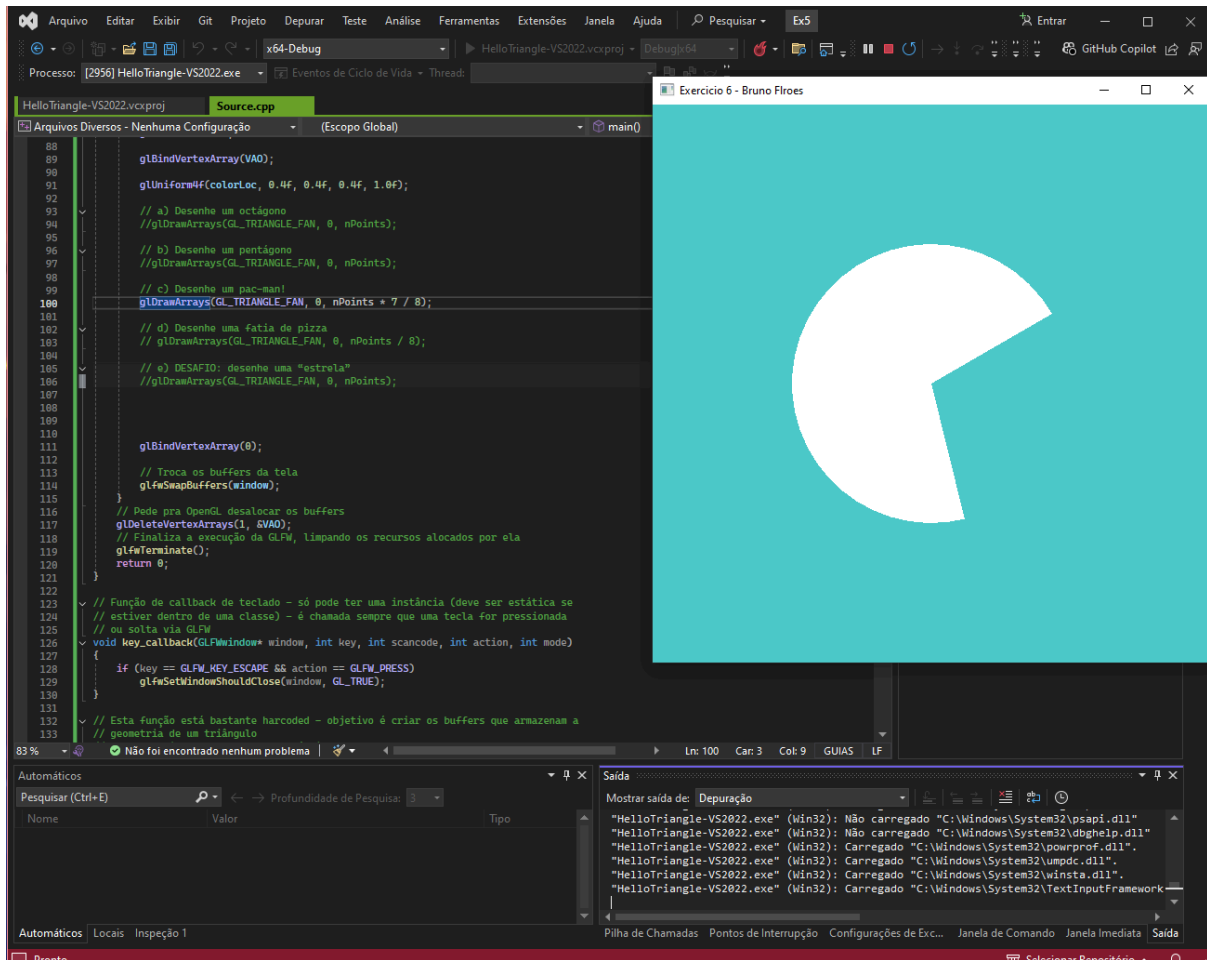 Arquivo Editar Exibir Git Projeto Depurar Teste Análise Ferramentas Extensões Janela Ajuda Pesquisar Ex5 Entrar
x64-Debug HelloTriangle-VS2022.vcxproj Debug|x64 GitHub Copilot
Processo: [2956] HelloTriangle-VS2022.exe Eventos de Ciclo de Vida Thread:
HelloTriangle-VS2022.vcxproj Source.cpp
Arquivos Diversos - Nenhuma Configuração (Escopo Global) main()
88
89 glBindVertexArray(VAO);
90
91 glUniform4f(colorLoc, 0.4f, 0.4f, 0.4f, 1.0f);
92
93 // a) Desenhe um octágono
94 //glDrawArrays(GL_TRIANGLE_FAN, 0, nPoints);
95
96 // b) Desenhe um pentágono
97 //glDrawArrays(GL_TRIANGLE_FAN, 0, nPoints);
98
99 // c) Desenhe um pac-man!
100 glDrawArrays(GL_TRIANGLE_FAN, 0, nPoints * 7 / 8);
101
102 // d) Desenhe uma fatia de pizza
103 // glDrawArrays(GL_TRIANGLE_FAN, 0, nPoints / 8);
104
105 // e) DESAFIO: desenhe uma "estrela"
106 //glDrawArrays(GL_TRIANGLE_FAN, 0, nPoints);
107
108
109
110
111 glBindVertexArray(0);
112
113 // Troca os buffers da tela
114 glfwSwapBuffers(window);
115 }
116 // Pede pra OpenGL desalocar os buffers
117 glDeleteVertexArrays(1, &VAO);
118 // Finaliza a execução da GLFW, limpando os recursos alocados por ela
119 glfwTerminate();
120 return 0;
121 }
122
123 // Função de callback de teclado - só pode ter uma instância (deve ser estática se
124 // estiver dentro de uma classe) - é chamada sempre que uma tecla for pressionada
125 // ou solta via GLFW
126 void key_callback(GLFWwindow* window, int key, int scancode, int action, int mode)
127 {
128 if (key == GLFW_KEY_ESCAPE && action == GLFW_PRESS)
129 glfwSetWindowShouldClose(window, GL_TRUE);
130 }
131
132 // Esta função está bastante harcoded - objetivo é criar os buffers que armazenam a
133 // geometria de um triângulo
Exercicio 6 - Bruno Flroes
83 % Não foi encontrado nenhum problema Ln: 100 Car: 3 Col: 9 GUIAS LF
Automáticos
Pesquisar (Ctrl+E) Profundidade de Pesquisa: 3
Nome Valor Tipo
Automáticos Locais Inspeção 1
Saída
Mostrar saída de: Depuração
"HelloTriangle-VS2022.exe" (Win32): Não carregado "C:\Windows\System32\psapi.dll"
"HelloTriangle-VS2022.exe" (Win32): Não carregado "C:\Windows\System32\dbghelp.dll"
"HelloTriangle-VS2022.exe" (Win32): Carregado "C:\Windows\System32\powrprof.dll".
"HelloTriangle-VS2022.exe" (Win32): Carregado "C:\Windows\System32\umpdc.dll".
"HelloTriangle-VS2022.exe" (Win32): Carregado "C:\Windows\System32\winsta.dll".
"HelloTriangle-VS2022.exe" (Win32): Carregado "C:\Windows\System32\TextInputFramework
Pilha de Chamadas Pontos de Interrupção Configurações de Exc... Janela de Comando Janela Imediata Saída
Pronto Selecionar Repositório